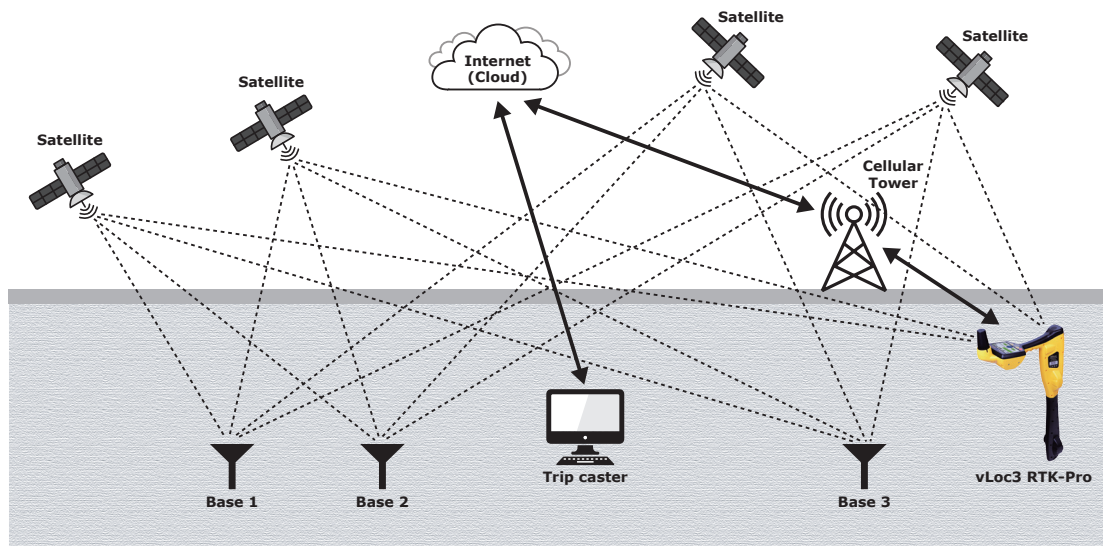 Satellite
Satellite
Internet
(Cloud)
Satellite
Satellite
Cellular
Tower
Base 1
Base 2
Trip caster
Base 3
vLoc3 RTK-Pro